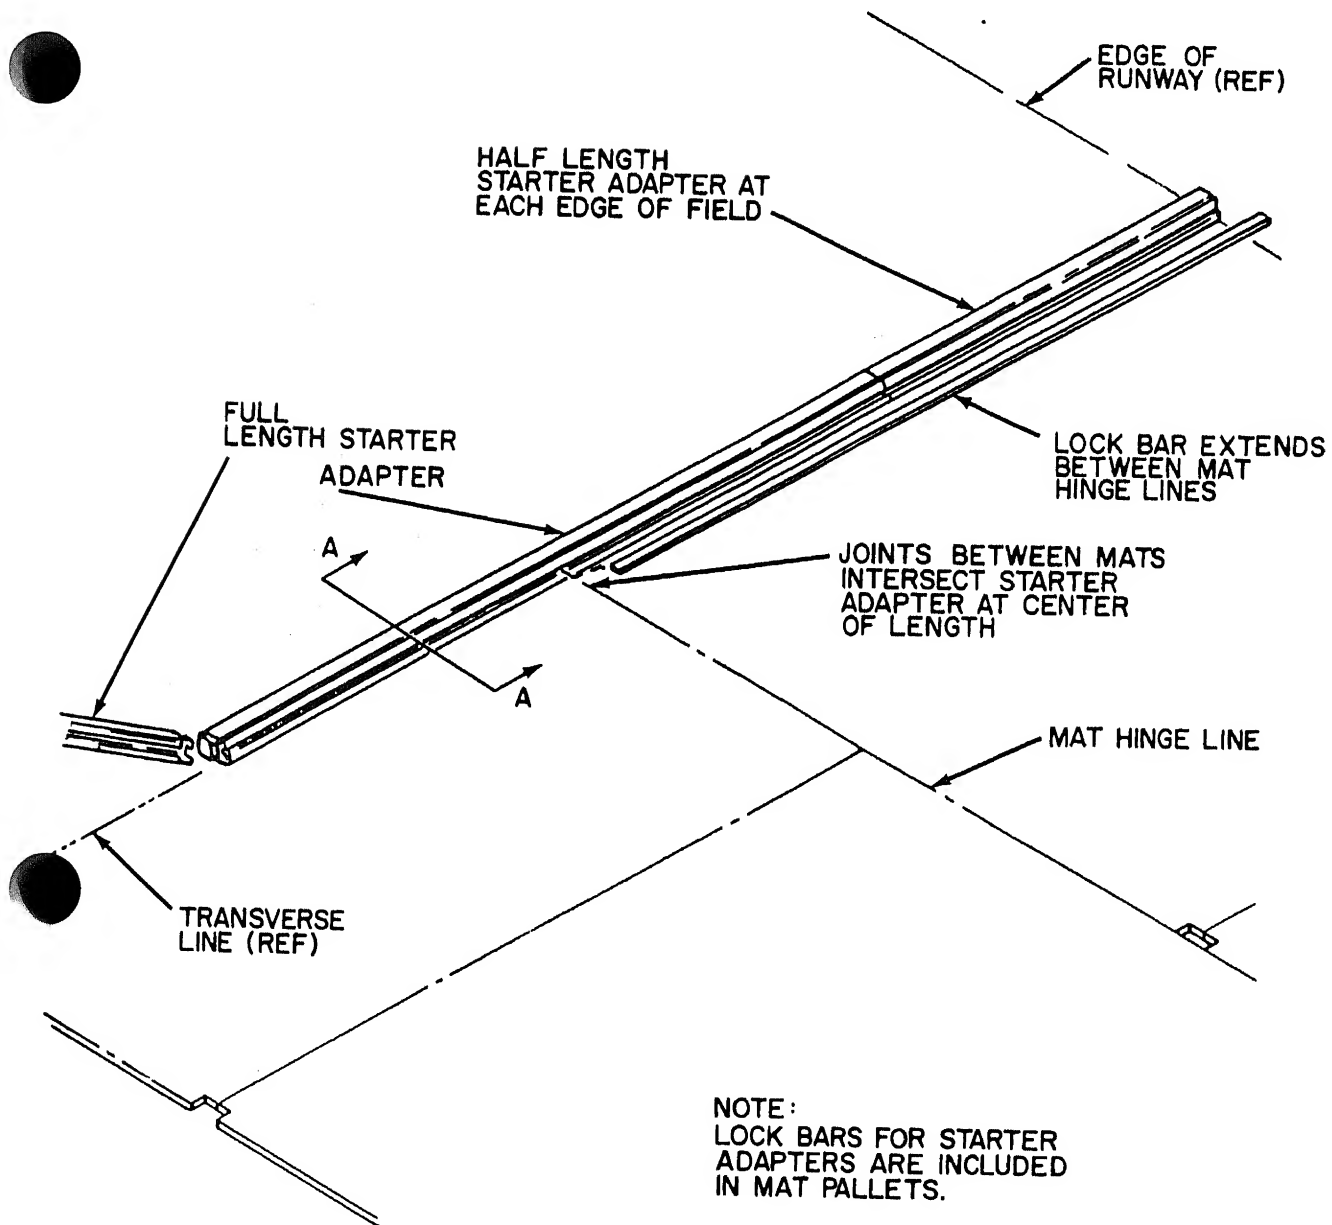 EDGE OF
RUNWAY (REF)
HALF LENGTH
STARTER ADAPTER AT
EACH EDGE OF FIELD
FULL
LENGTH STARTER
ADAPTER
LOCK BAR EXTENDS
BETWEEN MAT
HINGE LINES
A
A
JOINTS BETWEEN MATS
INTERSECT STARTER
ADAPTER AT CENTER
OF LENGTH
MAT HINGE LINE
TRANSVERSE
LINE (REF)
NOTE:
LOCK BARS FOR STARTER
ADAPTERS ARE INCLUDED
IN MAT PALLETS.